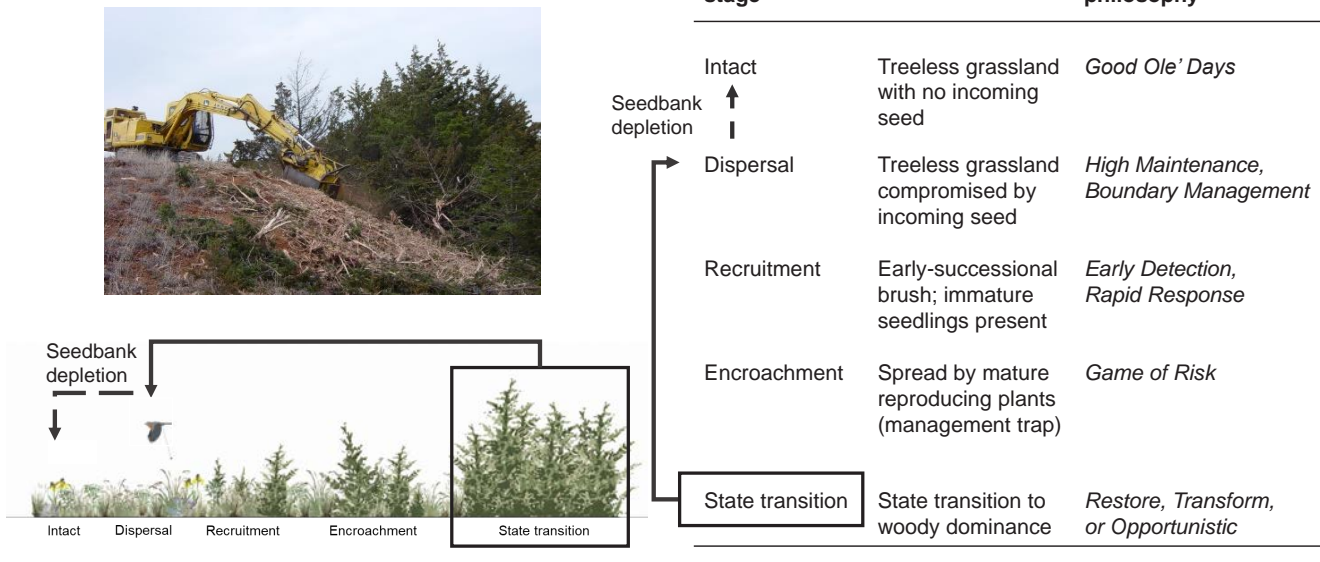 stage
philosophy
Intact
Treeless grassland
with no incoming
seed
Good Ole’ Days
Seedbank
depletion
Dispersal
Treeless grassland
compromised by
incoming seed
High Maintenance,
Boundary Management
Recruitment
Early-successional
brush; immature
seedlings present
Early Detection,
Rapid Response
Encroachment
Spread by mature
reproducing plants
(management trap)
Game of Risk
State transition
State transition to
woody dominance
Restore, Transform,
or Opportunistic
Seedbank
depletion
Intact
Dispersal
Recruitment
Encroachment
State transition